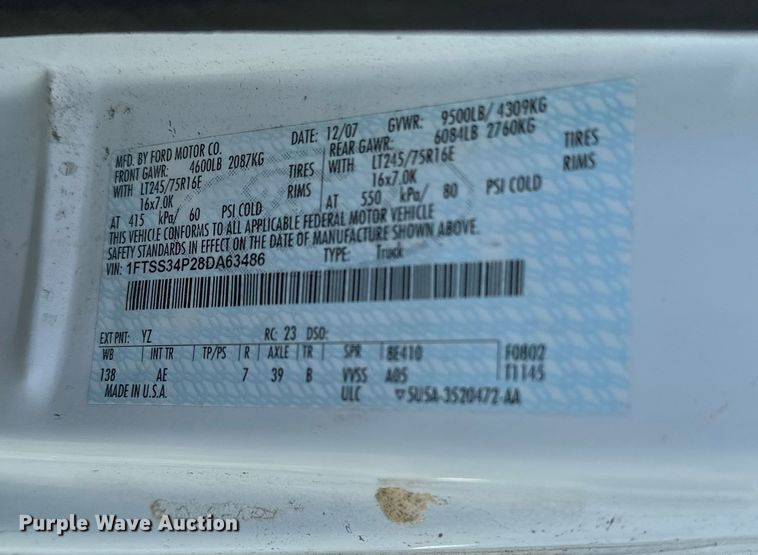 MFD. BY FORD MOTOR CO. DATE: 12/07 GVWR: 9500LB/ 4309KG
FRONT GAWR: 4600LB 2087KG REAR GAWR: 6084LB 2760KG
WITH LT245/75R16E TIRES WITH LT245/75R16E TIRES
16x7.0K RIMS 16x7.0K RIMS
AT 415 kPa/ 60 PSI COLD AT 550 kPa/ 80 PSI COLD
THIS VEHICLE CONFORMS TO ALL APPLICABLE FEDERAL MOTOR VEHICLE
SAFETY STANDARDS IN EFFECT ON THE DATE OF MANUFACTURE SHOWN ABOVE.
VIN: 1FTSS34P28DA63486 TYPE: Truck
EXT PNT: YZ RC: 23 DSO:
WB INT TR TP/PS R AXLE TR SPR 8E410 F0802
138 AE 7 39 B VVSS A05 T1145
MADE IN U.S.A. ULC ▽5U5A-3520472-AA
Purple Wave Auction